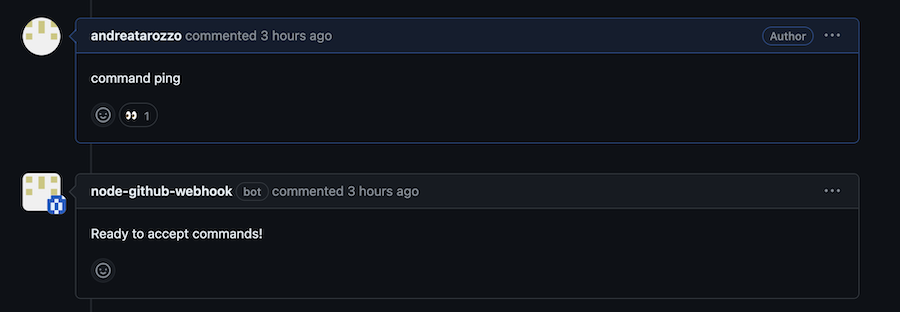 andreatarozzo commented 3 hours ago Author
command ping
1
node-github-webhook bot commented 3 hours ago
Ready to accept commands!